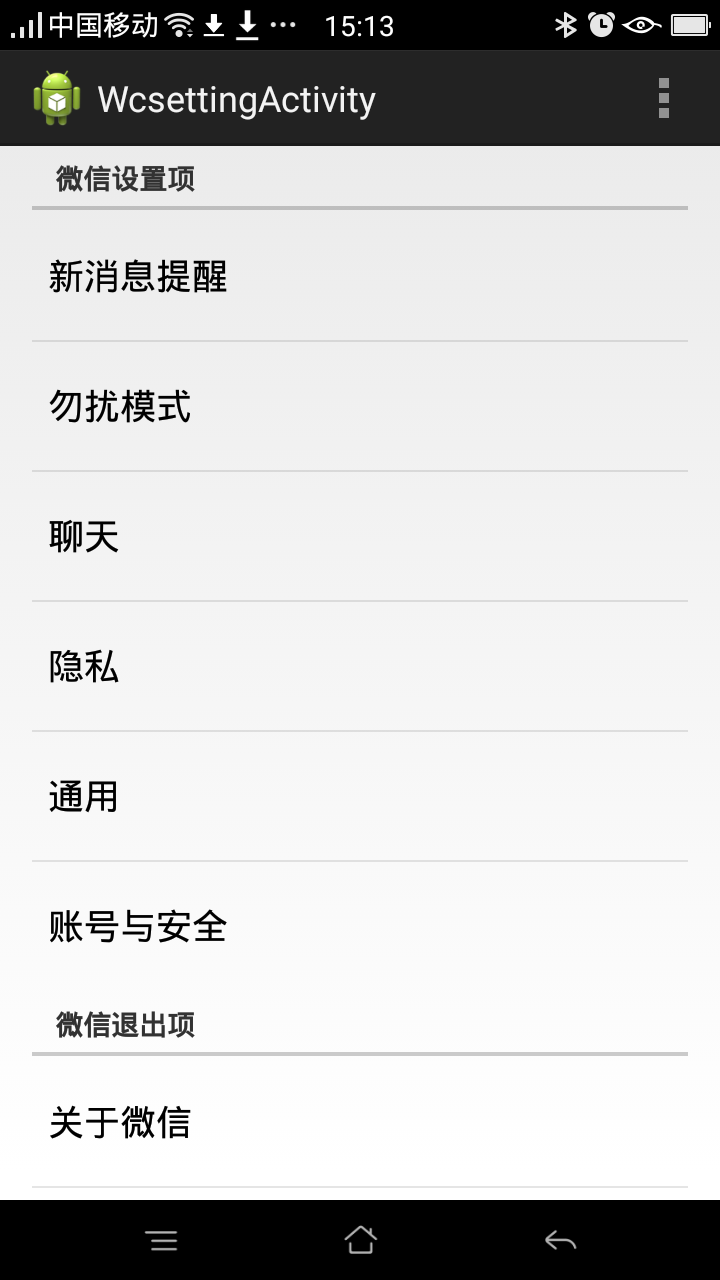 中国移动 15:13
WcsettingActivity
微信设置项
新消息提醒
勿扰模式
聊天
隐私
通用
账号与安全
微信退出项
关于微信